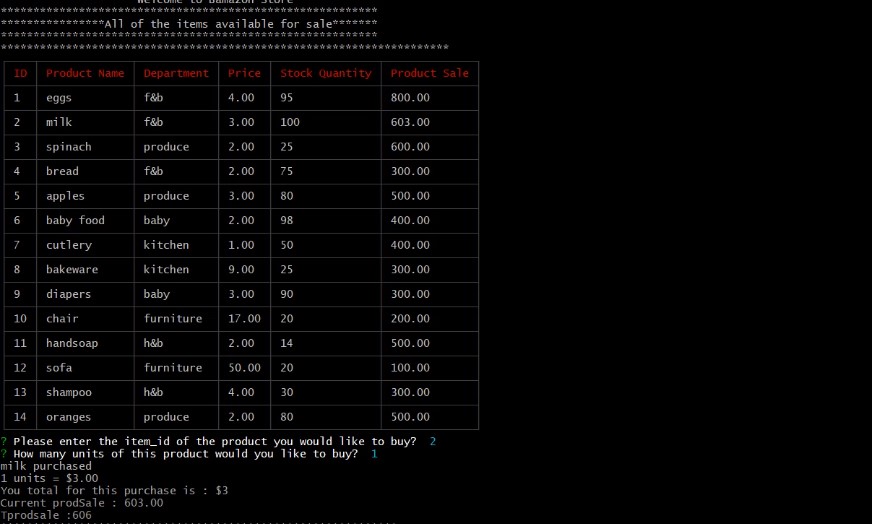 Welcome to Bamazon Store
**********************************************************
****************All of the items available for sale*******
**********************************************************
*********************************************************************
ID Product Name Department Price Stock Quantity Product Sale
1 eggs f&b 4.00 95 800.00
2 milk f&b 3.00 100 603.00
3 spinach produce 2.00 25 600.00
4 bread f&b 2.00 75 300.00
5 apples produce 3.00 80 500.00
6 baby food baby 2.00 98 400.00
7 cutlery kitchen 1.00 50 400.00
8 bakeware kitchen 9.00 25 300.00
9 diapers baby 3.00 90 300.00
10 chair furniture 17.00 20 200.00
11 handsoap h&b 2.00 14 500.00
12 sofa furniture 50.00 20 100.00
13 shampoo h&b 4.00 30 300.00
14 oranges produce 2.00 80 500.00
? Please enter the item_id of the product you would like to buy? 2
? How many units of this product would you like to buy? 1
milk purchased
1 units = $3.00
You total for this purchase is : $3
Current prodSale : 603.00
Tprodsale :606